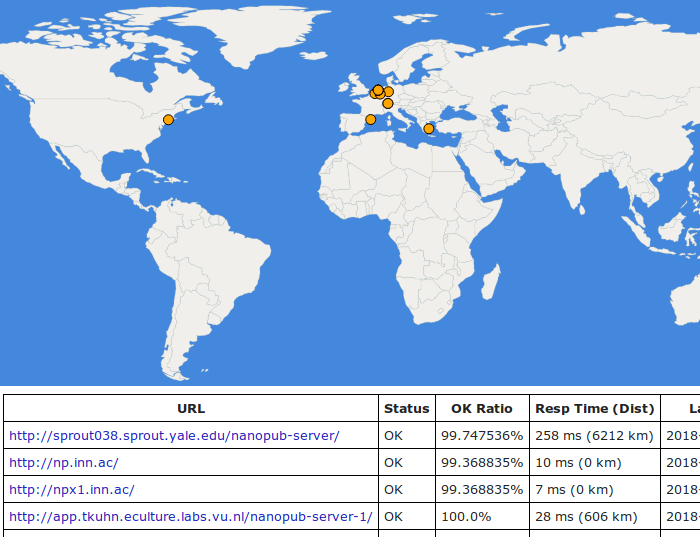 URL Status OK Ratio Resp Time (Dist)
http://sprout038.sprout.yale.edu/nanopub-server/ OK 99.747536% 258 ms (6212 km) 2018-
http://np.inn.ac/ OK 99.368835% 10 ms (0 km) 2018-
http://npx1.inn.ac/ OK 99.368835% 7 ms (0 km) 2018-
http://app.tkuhn.eculture.labs.vu.nl/nanopub-server-1/ OK 100.0% 28 ms (606 km) 2018-